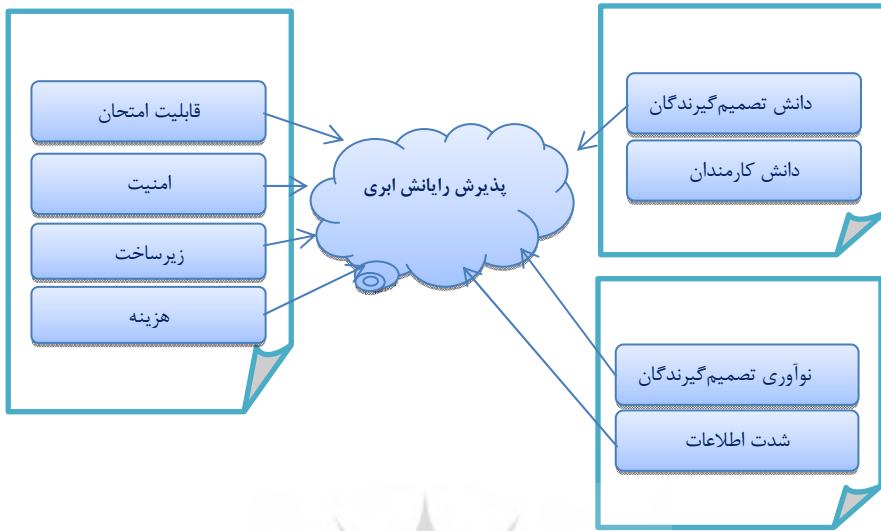 دانش تصمیم‌گیرندگان
دانش کارمندان
نوآوری تصمیم‌گیرندگان
شدت اطلاعات
پذیرش رایانش ابری
قابلیت امتحان
امنیت
زیرساخت
هزینه